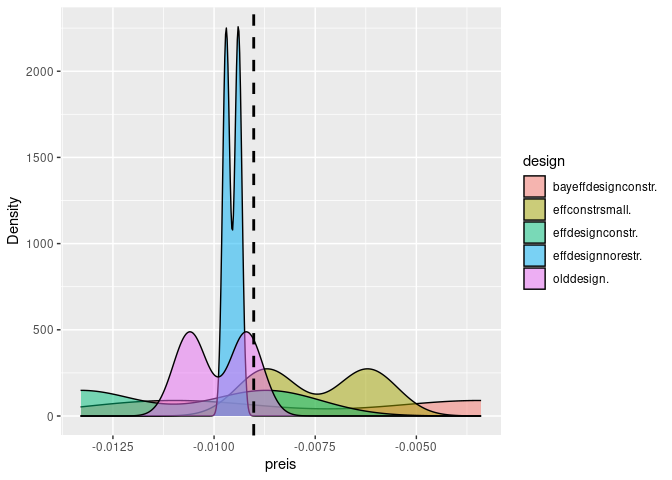 2000
1500
1000
500
0
Density
-0.0125 -0.0100 -0.0075 -0.0050
preis
design
bayeffdesignconstr.
effconstrsmall.
effdesignconstr.
effdesignnorestr.
olddesign.